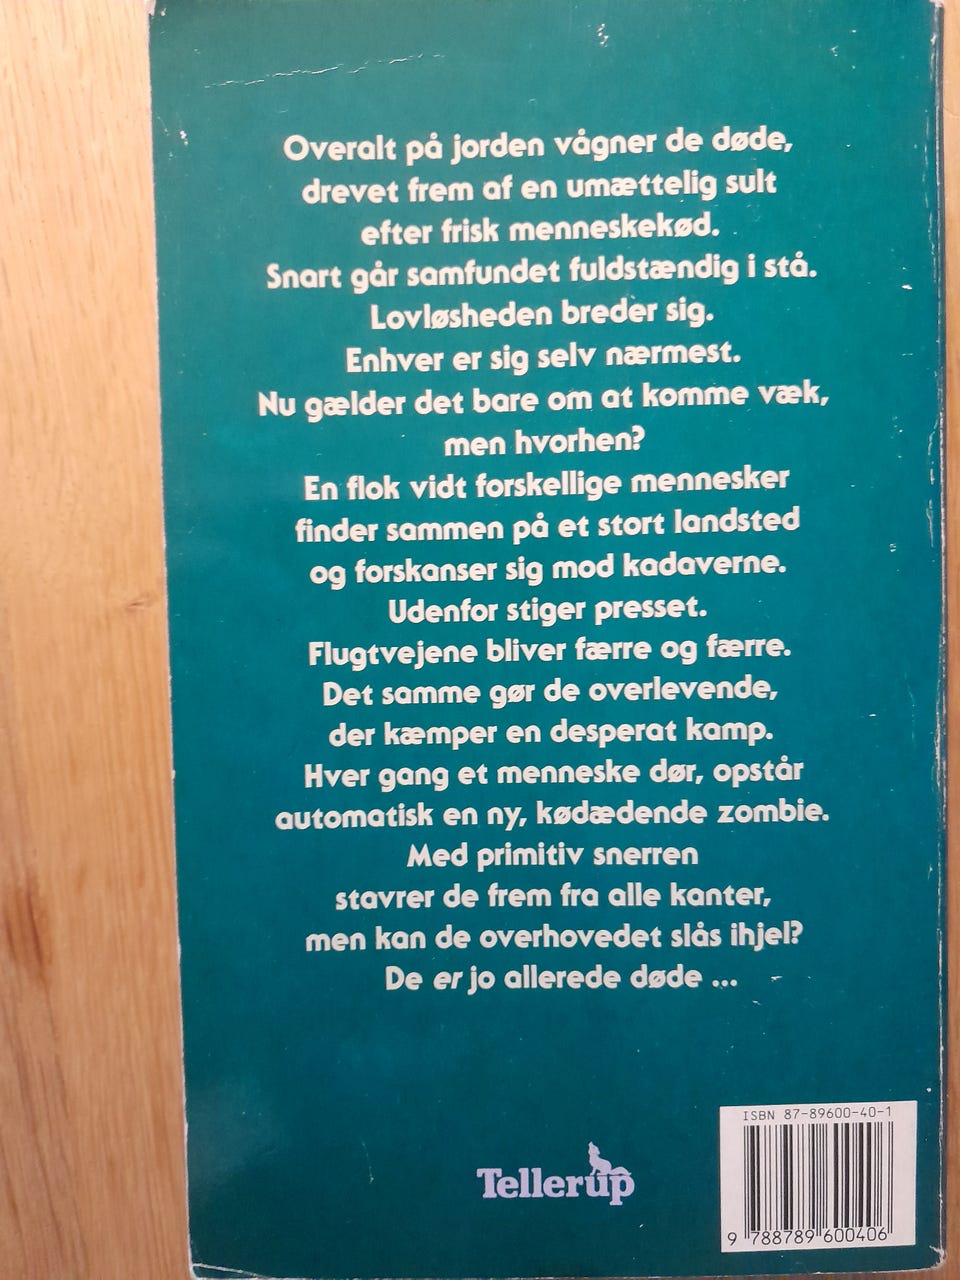 Overalt på jorden vågner de døde,
drevet frem af en umættelig sult
efter frisk menneskekød.
Snart går samfundet fuldstændig i stå.
Lovløsheden breder sig.
Enhver er sig selv nærmest.
Nu gælder det bare om at komme væk,
men hvorhen?
En flok vidt forskellige mennesker
finder sammen på et stort landsted
og forskanser sig mod kadaverne.
Udenfor stiger presset.
Flugtvejene bliver færre og færre.
Det samme gør de overlevende,
der kæmper en desperat kamp.
Hver gang et menneske dør, opstår
automatisk en ny, kødædende zombie.
Med primitiv snerren
stavrer de frem fra alle kanter,
men kan de overhovedet slås ihjel?
De er jo allerede døde ...
ISBN 87-89600-40-1
Tellerup
9 788789 600406